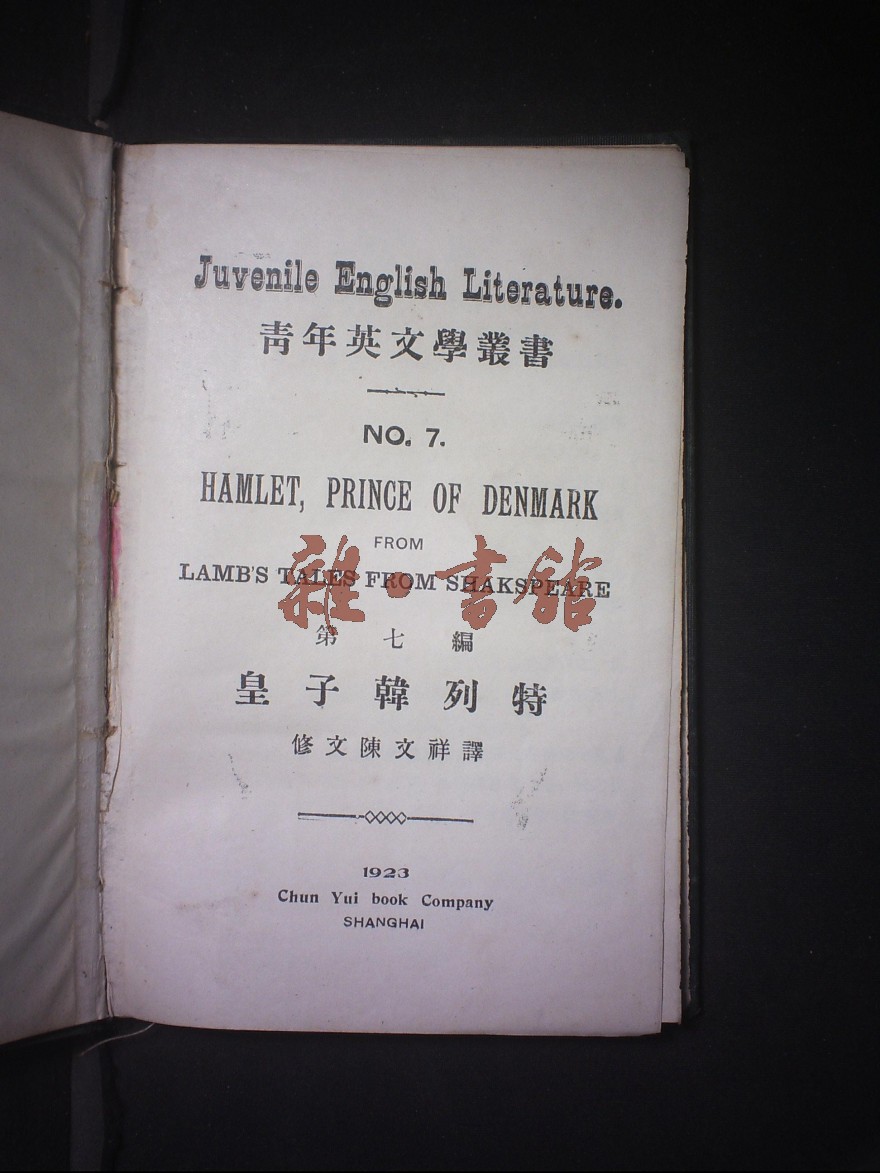 Juvenile English Literature.
青年英文學叢書
NO. 7.
HAMLET, PRINCE OF DENMARK
FROM
LAMB'S TALES FROM SHAKSPEARE
雜·書館
第七編
皇子韓列特
修文陳文祥譯
1923
Chun Yui book Company
SHANGHAI